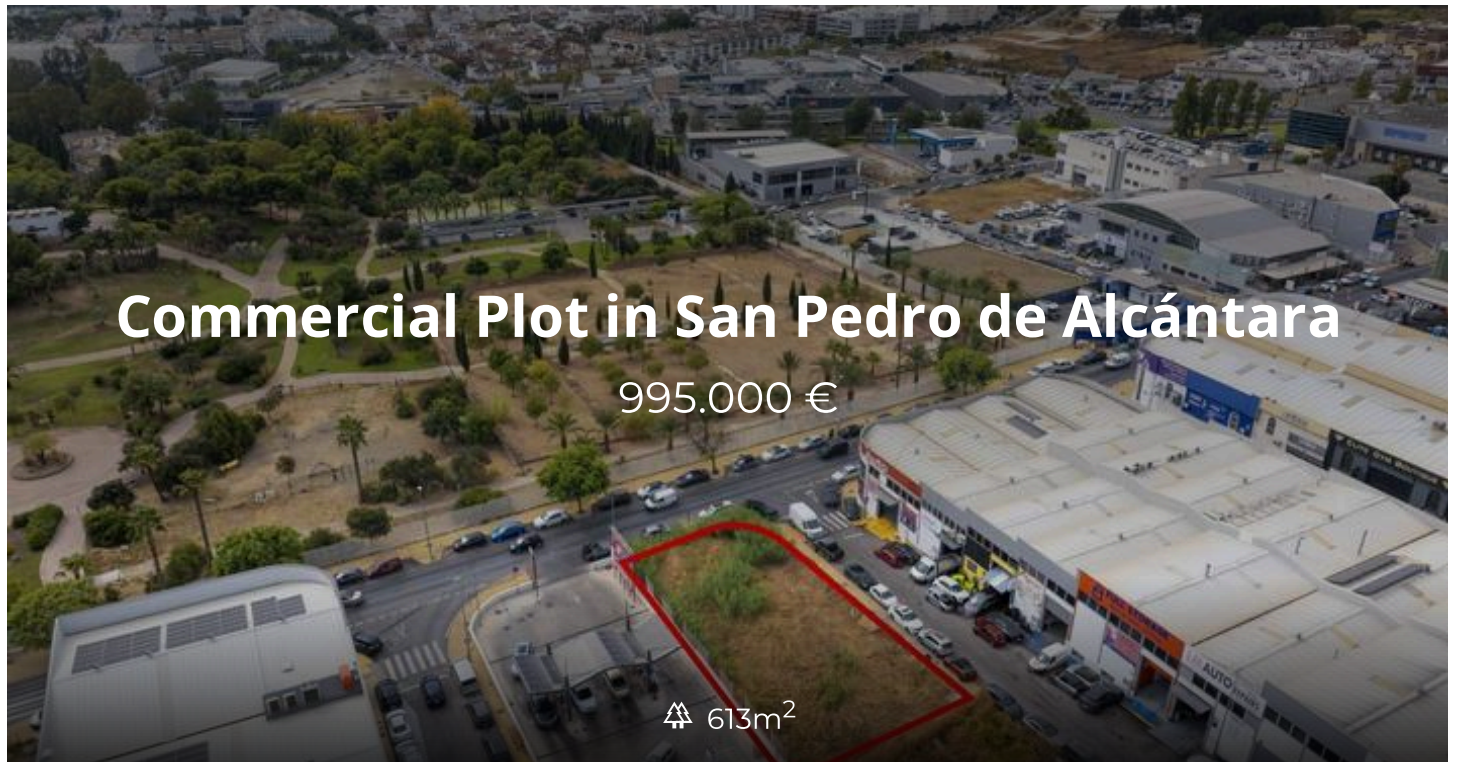 Commercial Plot in San Pedro de Alcántara
995.000 €
613m²